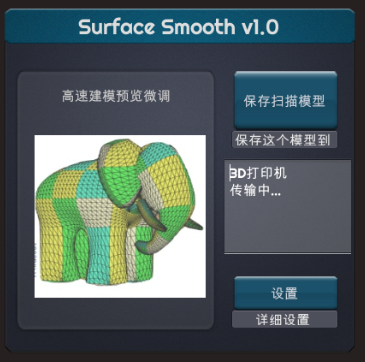 Surface Smooth v1.0
高速建模预览微调
保存扫描模型
保存这个模型到
3D打印机
传输中...
设置
详细设置